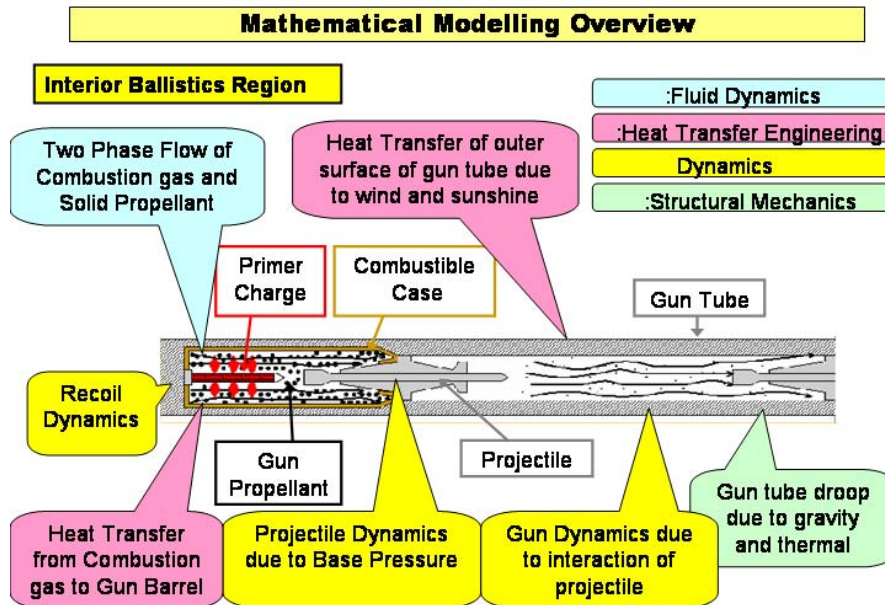 Mathematical Modelling Overview
Interior Ballistics Region
:Fluid Dynamics
:Heat Transfer Engineering
Dynamics
:Structural Mechanics
Two Phase Flow of
Combustion gas and
Solid Propellant
Heat Transfer of outer
surface of gun tube due
to wind and sunshine
Primer
Charge
Combustible
Case
Gun Tube
Recoil
Dynamics
Gun
Propellant
Projectile
Heat Transfer
from Combustion
gas to Gun Barrel
Projectile Dynamics
due to Base Pressure
Gun Dynamics due
to interaction of
projectile
Gun tube droop
due to gravity
and thermal